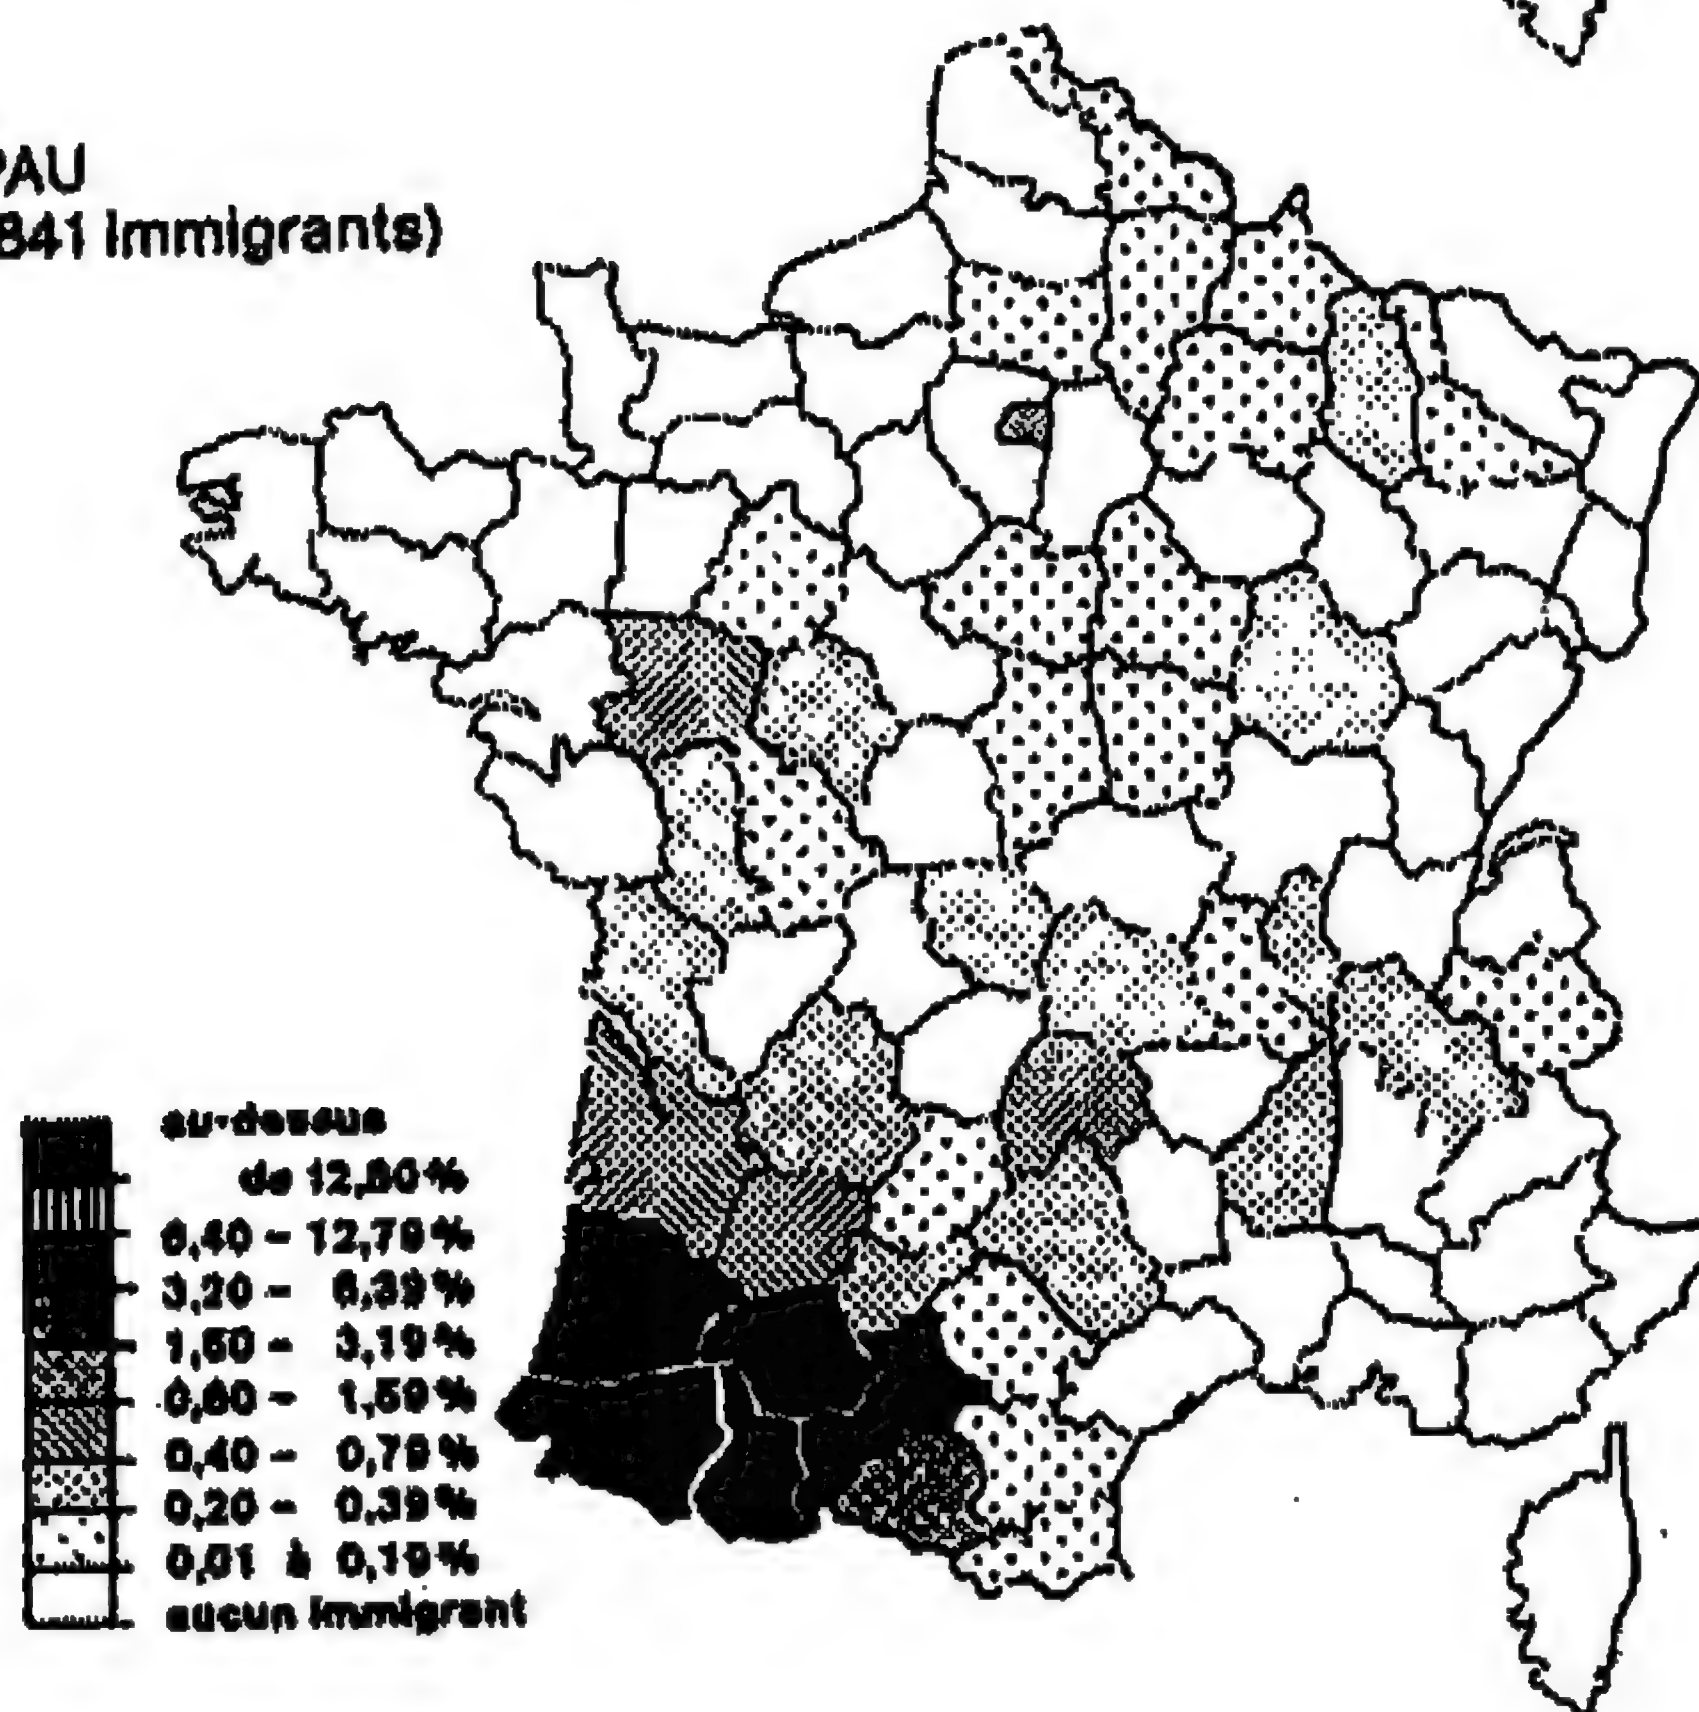 PAU
841 Immigrants)
au-dessus
de 12,80%
6,40 - 12,79%
3,20 - 6,39%
1,60 - 3,19%
0,80 - 1,59%
0,40 - 0,79%
0,20 - 0,39%
0,01 à 0,19%
aucun Immigrant